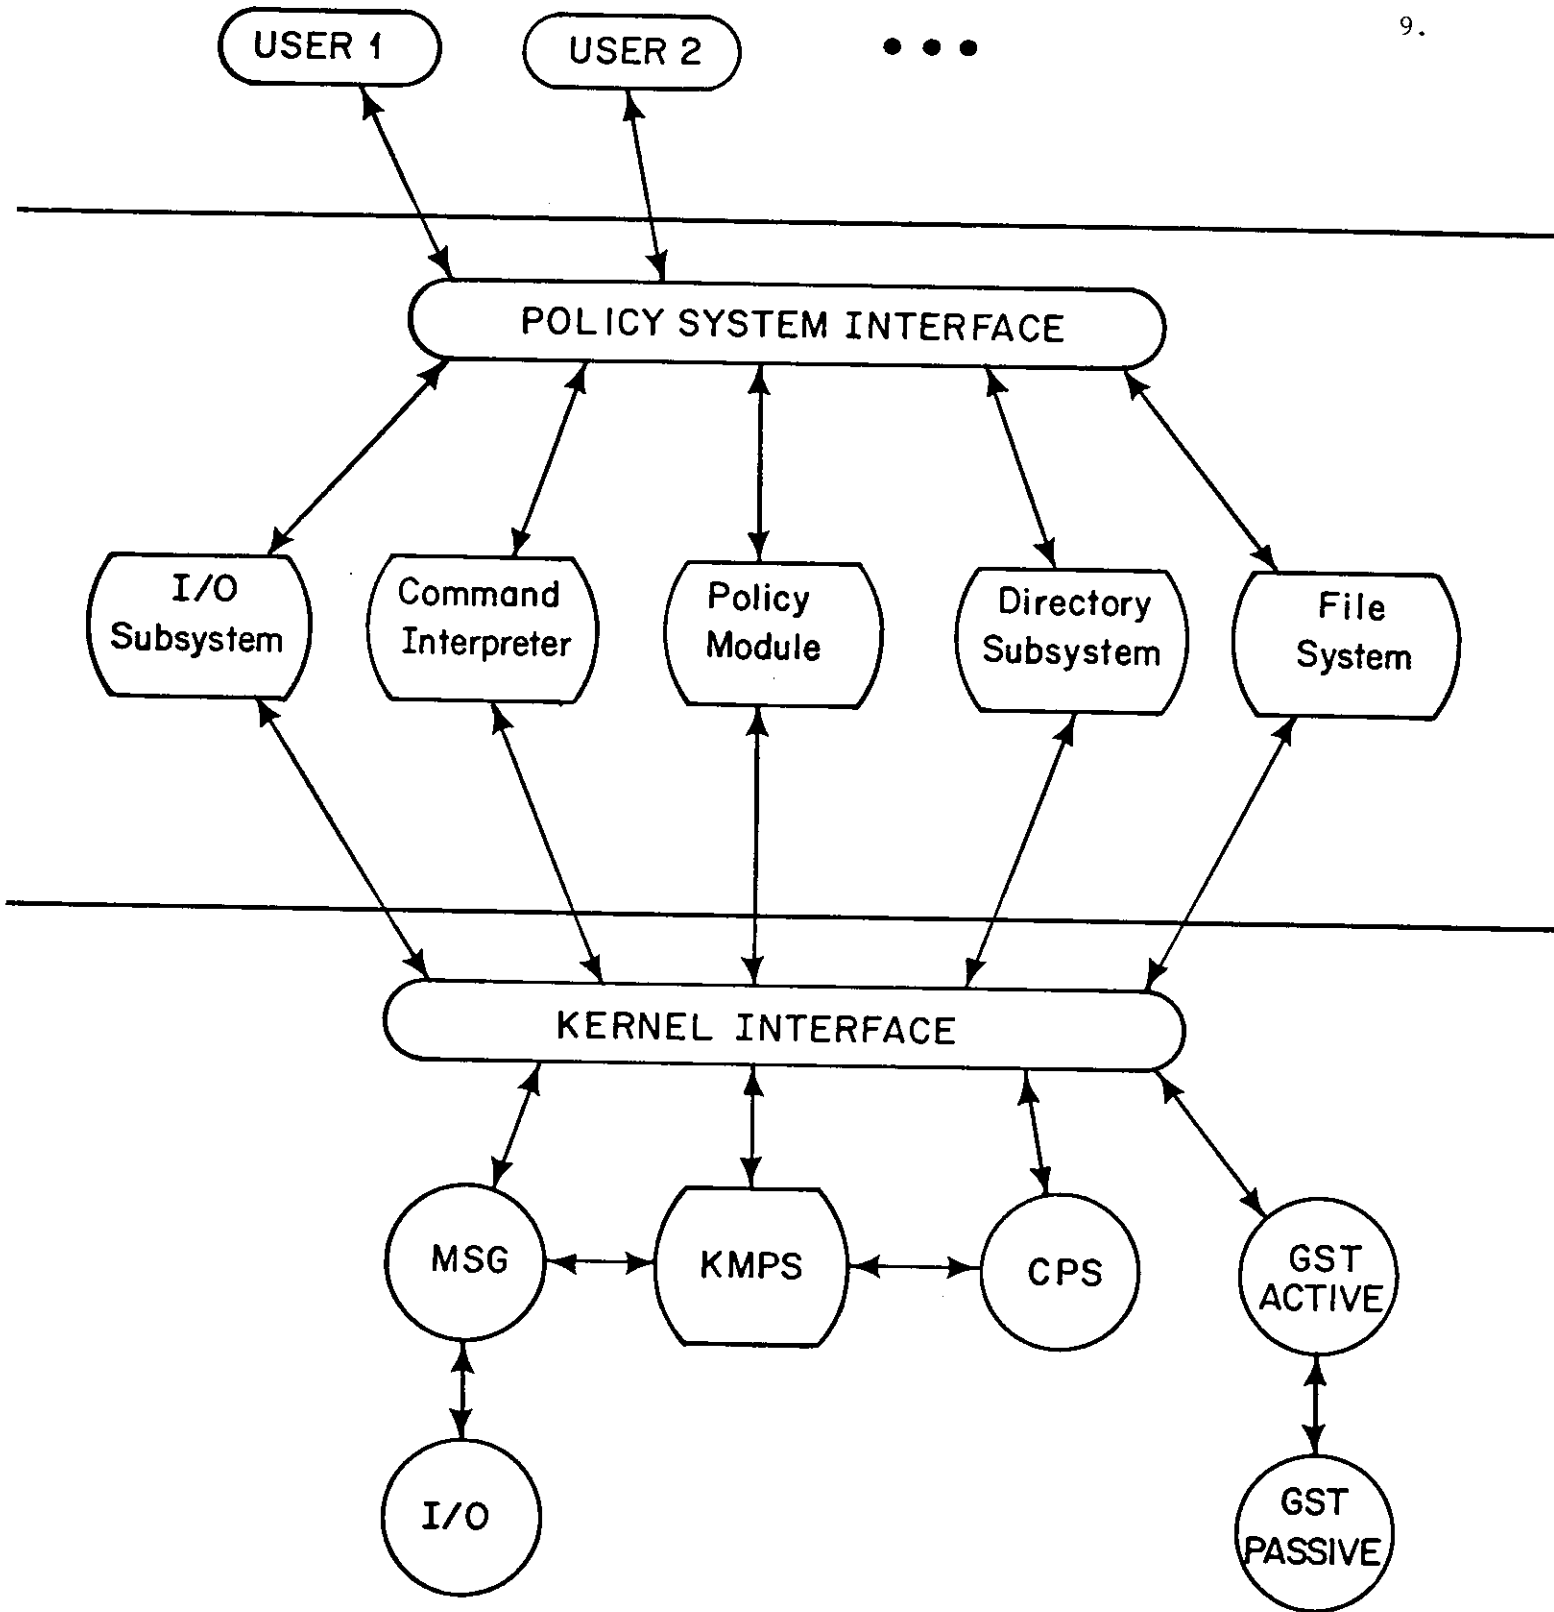 9.
USER 1
USER 2
•••
POLICY SYSTEM INTERFACE
I/O
Subsystem
Command
Interpreter
Policy
Module
Directory
Subsystem
File
System
KERNEL INTERFACE
MSG
KMPS
CPS
GST
ACTIVE
I/O
GST
PASSIVE